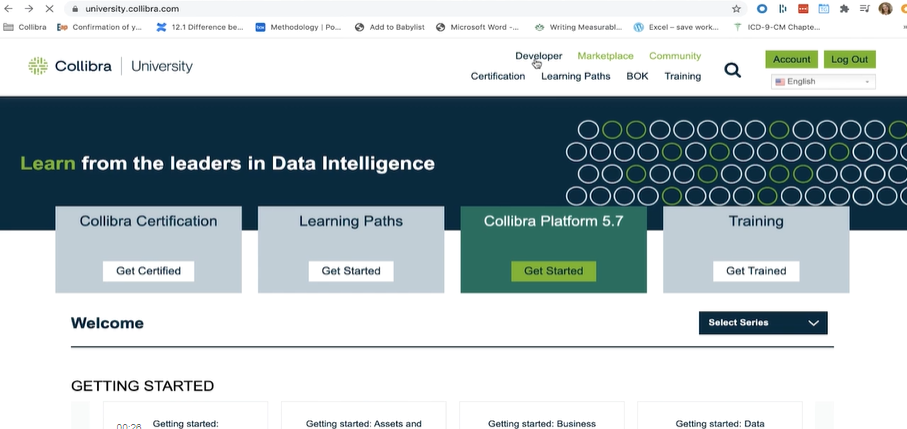 university.collibra.com
Collibra Confirmation of y... 12.1 Difference be... Methodology | Po... Add to Babylist Microsoft Word -... Writing Measurabl... Excel – save work... ICD-9-CM Chapte...
Developer Marketplace Community
Account Log Out
Collibra University
Certification Learning Paths BOK Training
English
Learn from the leaders in Data Intelligence
Collibra Certification Learning Paths Collibra Platform 5.7 Training
Get Certified Get Started Get Started Get Trained
Welcome
Select Series
GETTING STARTED
00:26 Getting started: Getting started: Assets and Getting started: Business Getting started: Data